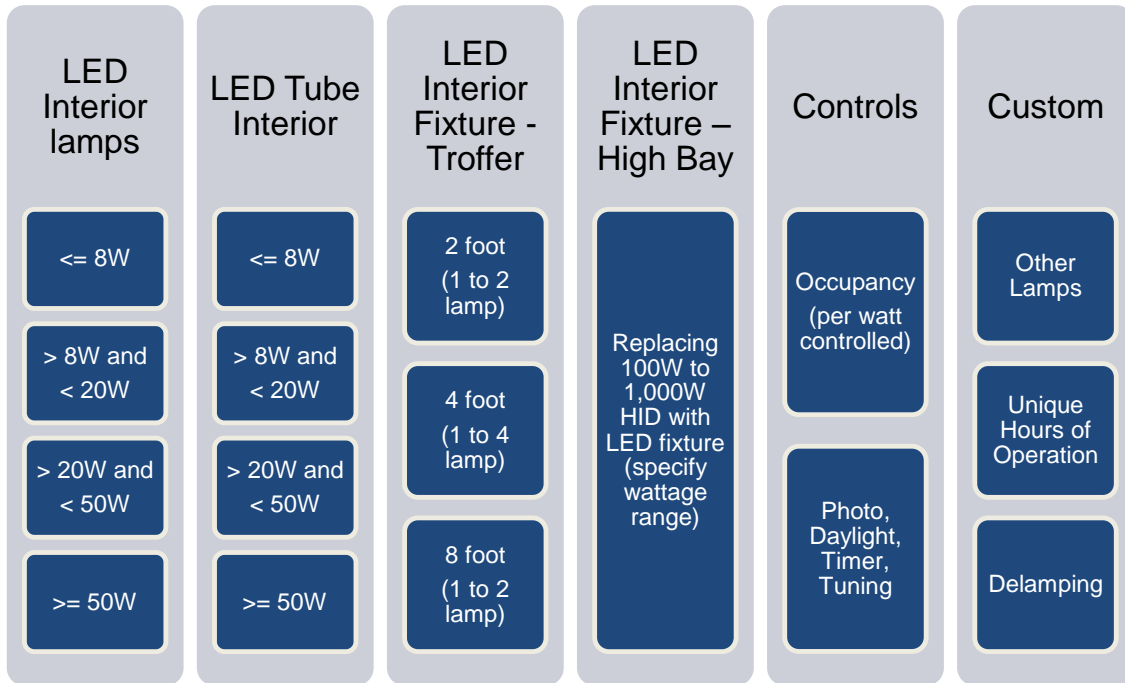 LED
Interior
lamps
<= 8W
> 8W and
< 20W
> 20W and
< 50W
>= 50W
LED Tube
Interior
<= 8W
> 8W and
< 20W
> 20W and
< 50W
>= 50W
LED
Interior
Fixture -
Troffer
2 foot
(1 to 2
lamp)
4 foot
(1 to 4
lamp)
8 foot
(1 to 2
lamp)
LED
Interior
Fixture –
High Bay
Replacing
100W to
1,000W
HID with
LED fixture
(specify
wattage
range)
Controls
Occupancy
(per watt
controlled)
Photo,
Daylight,
Timer,
Tuning
Custom
Other
Lamps
Unique
Hours of
Operation
Delamping